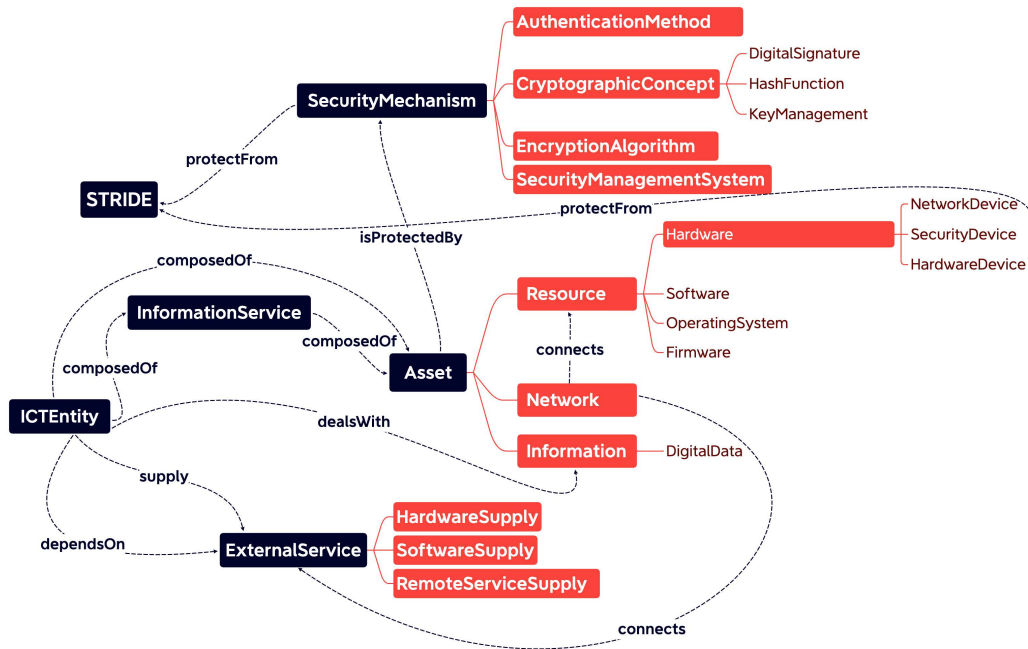 AuthenticationMethod
DigitalSignature
CryptographicConcept
HashFunction
SecurityMechanism
KeyManagement
EncryptionAlgorithm
protectFrom
SecurityManagementSystem
STRIDE
protectFrom
NetworkDevice
isProtectedBy
Hardware
SecurityDevice
composedOf
HardwareDevice
Resource
Software
InformationService
OperatingSystem
composedOf
connects
Firmware
composedOf
Asset
Network
ICTEntity
dealsWith
Information
DigitalData
supply
HardwareSupply
dependsOn
ExternalService
SoftwareSupply
RemoteServiceSupply
connects